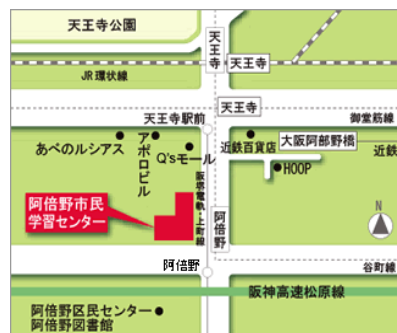 天王寺公園
天王寺
天王寺
JR環状線
天王寺
天王寺駅前
御堂筋線
あべのルシアス
アポロビル
Q'sモール
近鉄百貨店
大阪阿部野橋
近鉄
HOOP
阪堺電軌・上町線
阿倍野市民
学習センター
阿倍野
N
阿倍野
谷町線
阪神高速松原線
阿倍野区民センター
阿倍野図書館